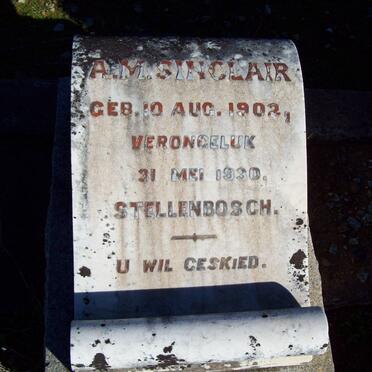 A.M. SINCLAIR
GEB. 10 AUG. 1902,
VERONGELUK
31 MEI 1930.
STELLENBOSCH.
U WIL GESKIED.